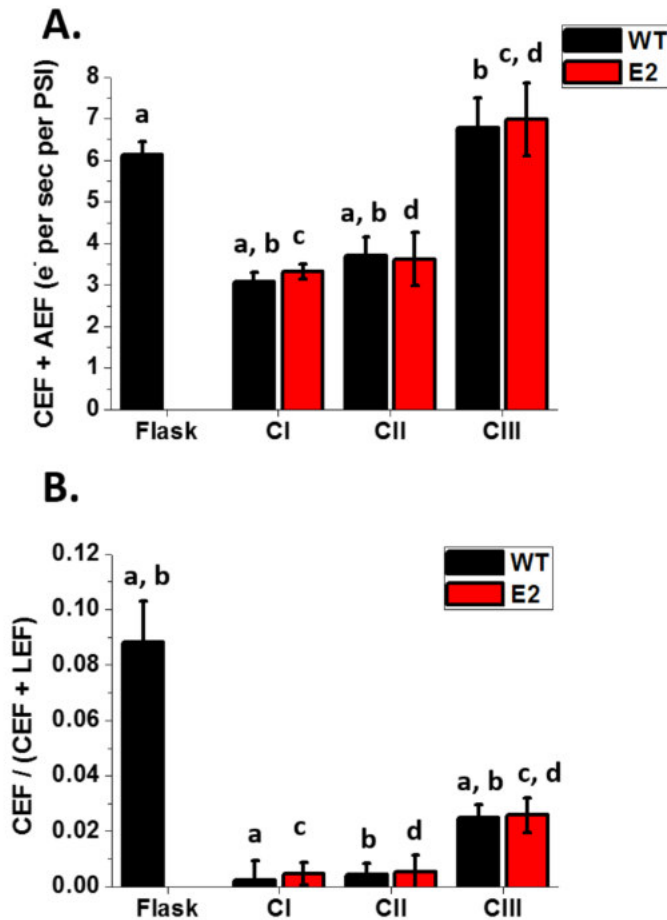 A.
WT
E2
CEF + AEF (e- per sec per PSI)
8
7
6
5
4
3
2
1
0
a
a, b
c
a, b
d
b
c, d
Flask
CI
CII
CIII
B.
WT
E2
CEF / (CEF + LEF)
0.12
0.10
0.08
0.06
0.04
0.02
0.00
a, b
a
c
b
d
a, b
c, d
Flask
CI
CII
CIII